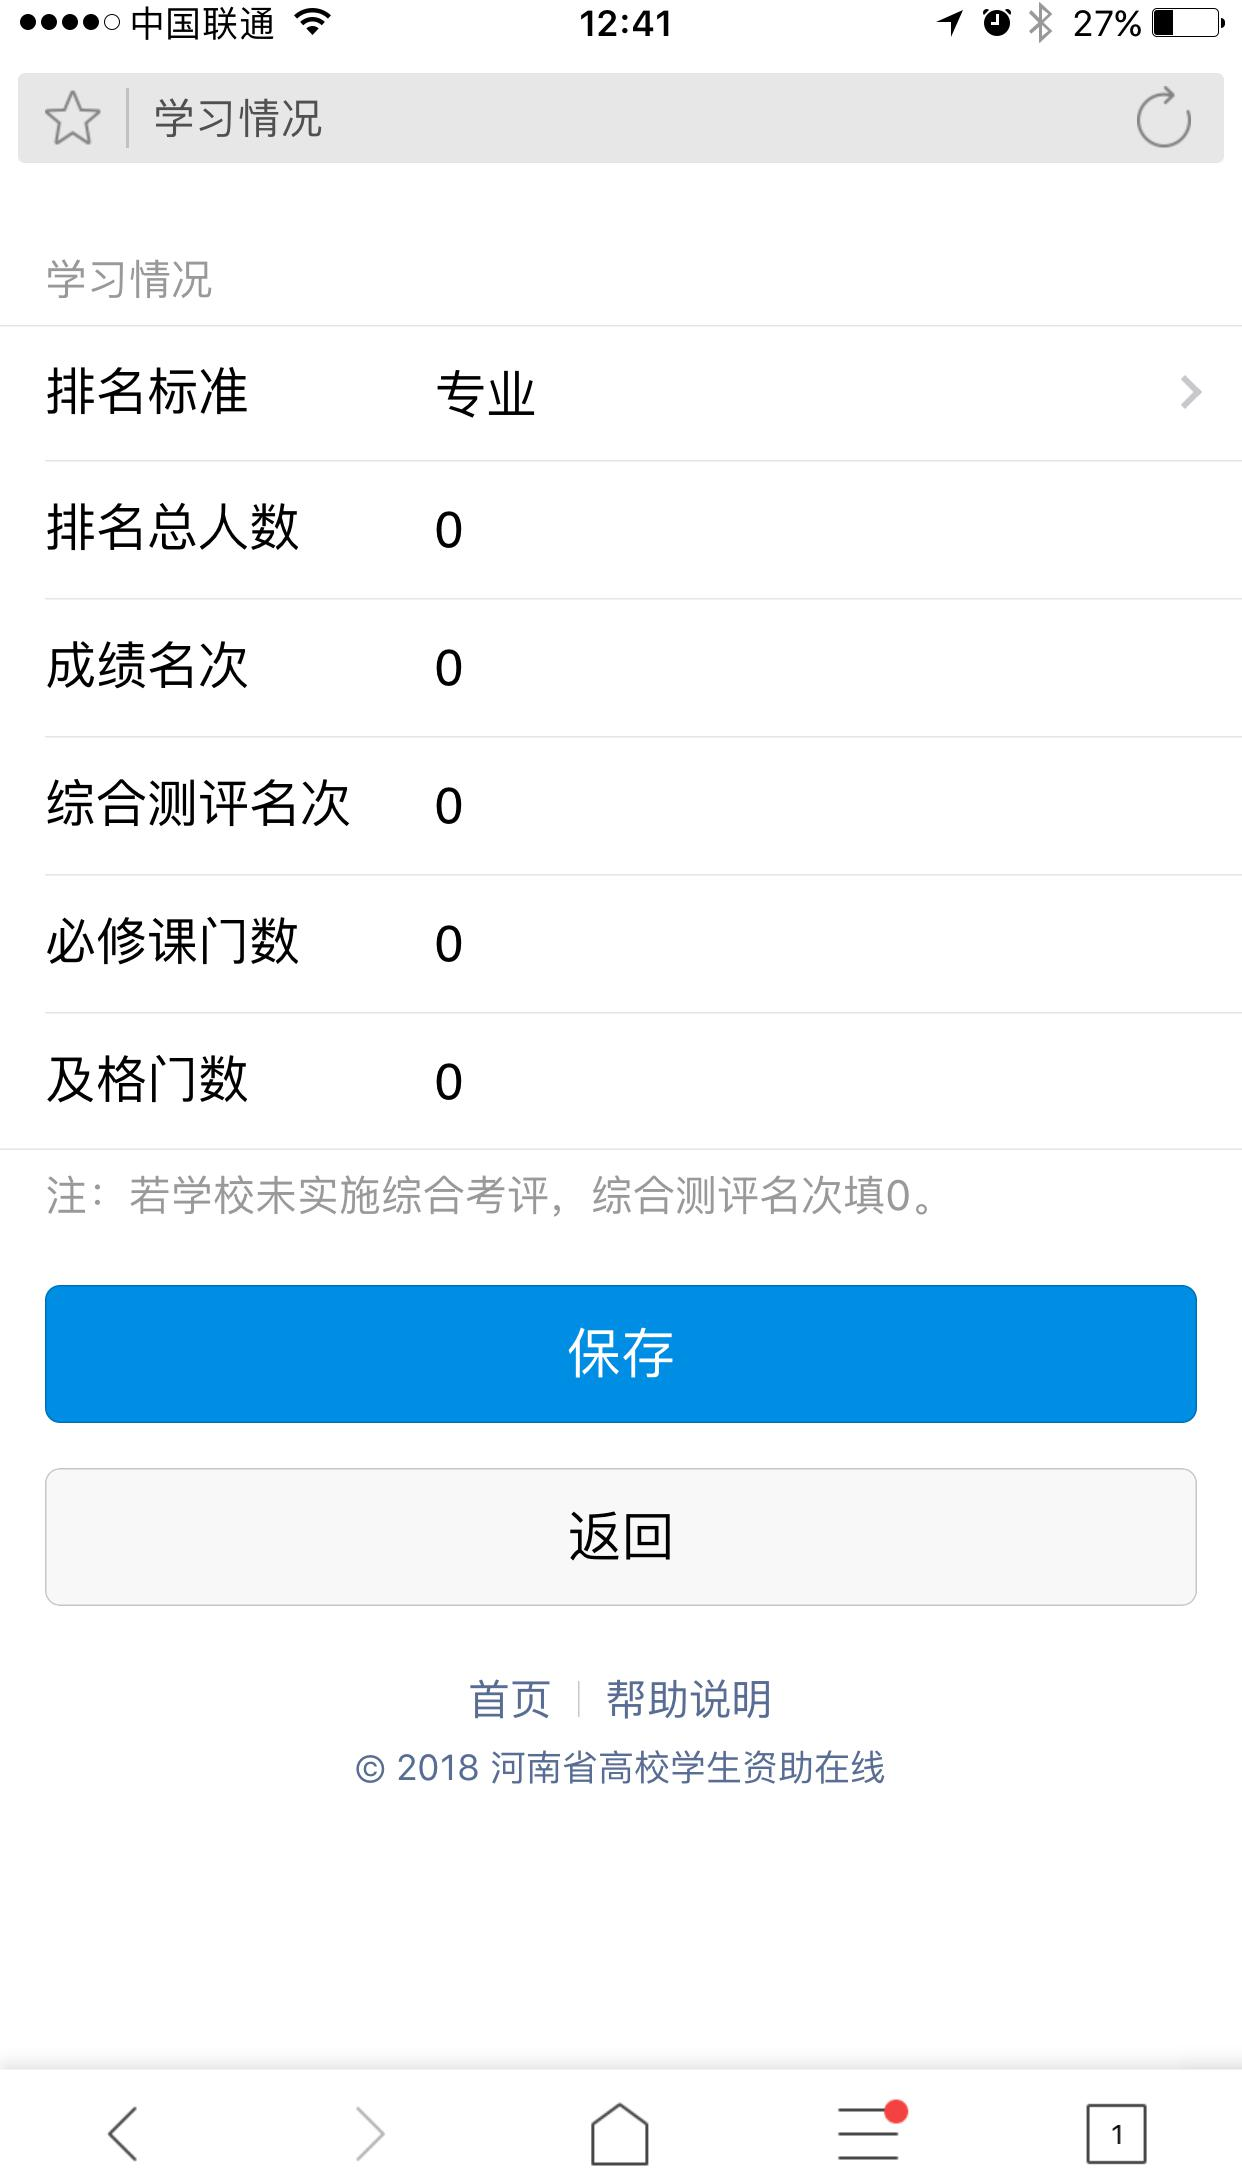 中国联通 12:41 27%
学习情况
学习情况
排名标准 专业
排名总人数 0
成绩名次 0
综合测评名次 0
必修课门数 0
及格门数 0
注：若学校未实施综合考评，综合测评名次填0。
保存
返回
首页 帮助说明
© 2018 河南省高校学生资助在线
1